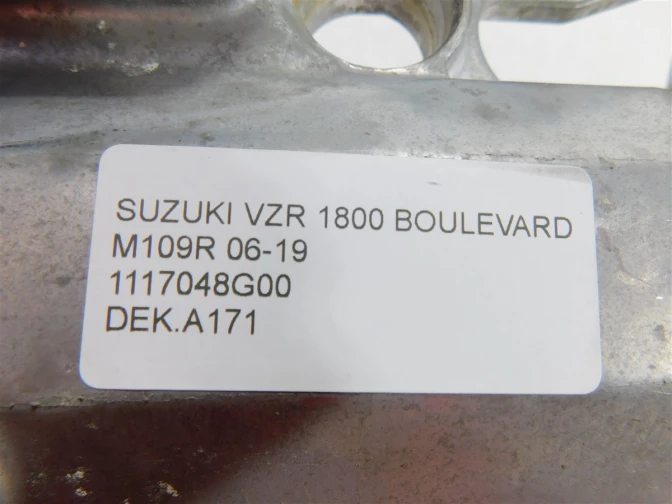 SUZUKI VZR 1800 BOULEVARD
M109R 06-19
1117048G00
DEK.A171